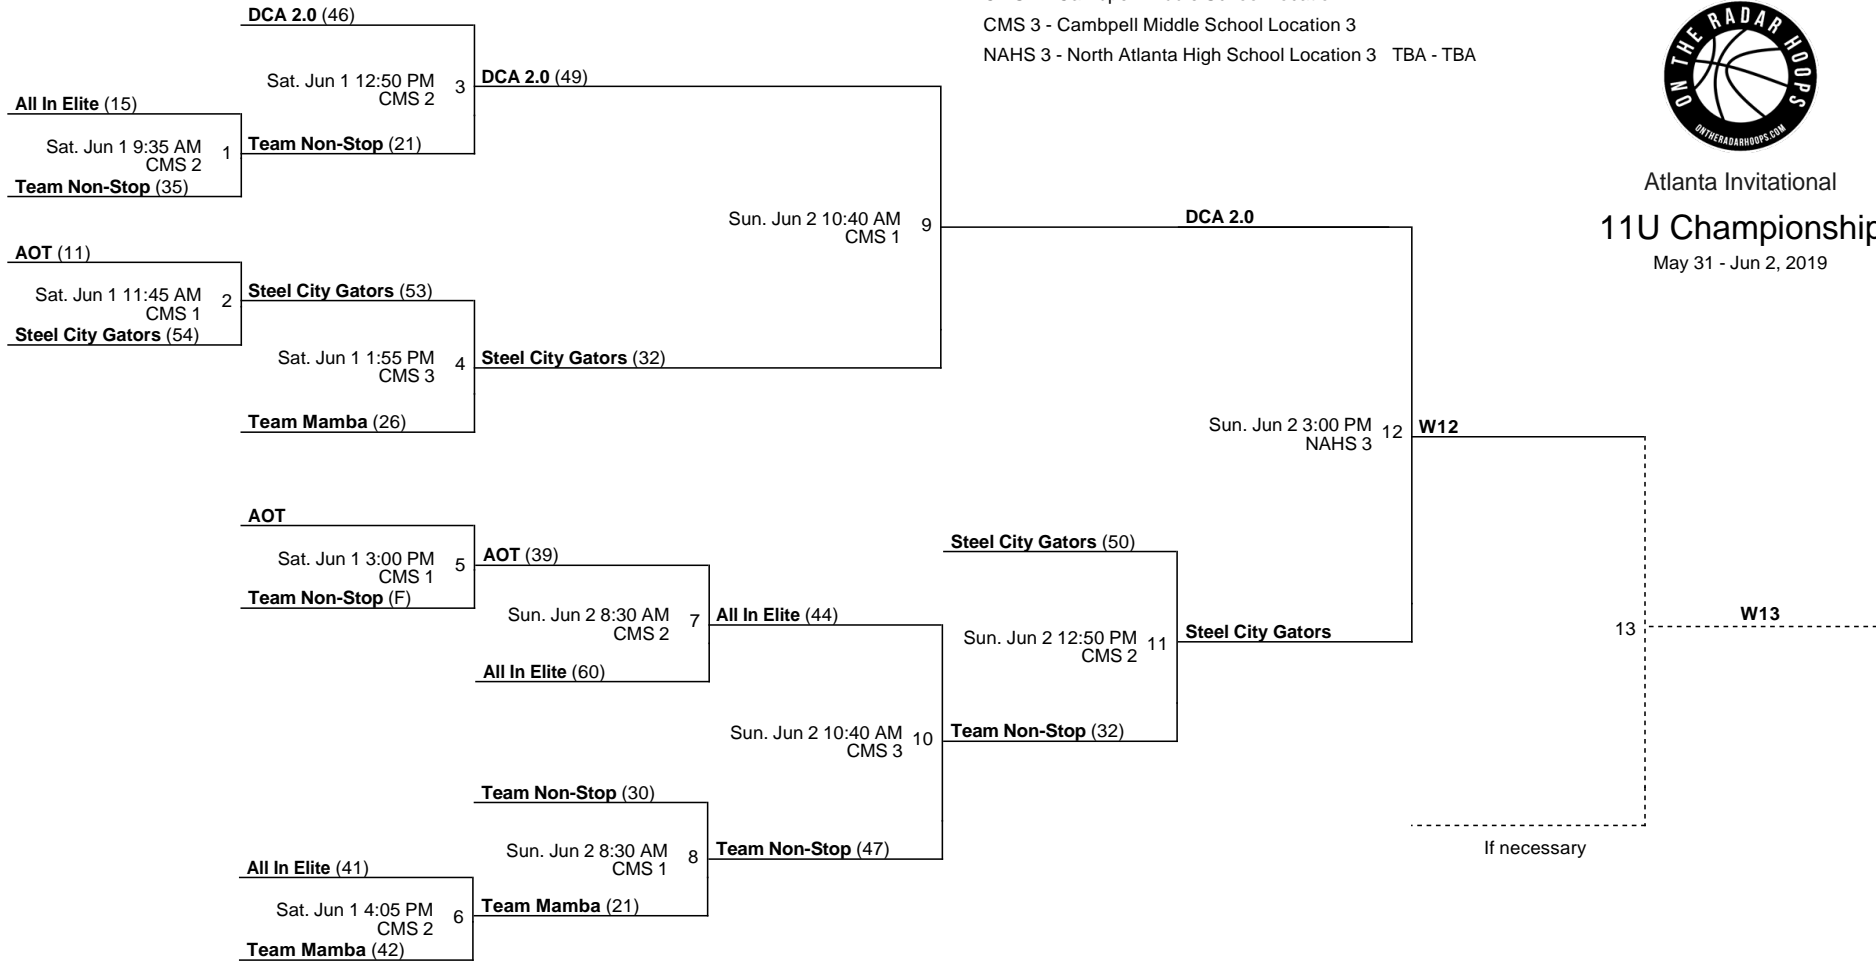 DCA 2.0 (46)
CMS 3 - Cambpell Middle School Location 3
NAHS 3 - North Atlanta High School Location 3 TBA - TBA
ON THE RADAR HOOPS
ONTHERADARHOOPS.COM
Atlanta Invitational
11U Championship
May 31 - Jun 2, 2019
Sat. Jun 1 12:50 PM 3
CMS 2
DCA 2.0 (49)
All In Elite (15)
Sat. Jun 1 9:35 AM 1
CMS 2
Team Non-Stop (21)
Team Non-Stop (35)
Sun. Jun 2 10:40 AM 9
CMS 1
DCA 2.0
AOT (11)
Sat. Jun 1 11:45 AM 2
CMS 1
Steel City Gators (53)
Steel City Gators (54)
Sat. Jun 1 1:55 PM 4
CMS 3
Steel City Gators (32)
Team Mamba (26)
Sun. Jun 2 3:00 PM 12
NAHS 3
W12
AOT
Sat. Jun 1 3:00 PM 5
CMS 1
AOT (39)
Team Non-Stop (F)
Steel City Gators (50)
Sun. Jun 2 8:30 AM 7
CMS 2
All In Elite (44)
All In Elite (60)
Sun. Jun 2 12:50 PM 11
CMS 2
Steel City Gators
13
W13
Sun. Jun 2 10:40 AM 10
CMS 3
Team Non-Stop (32)
Team Non-Stop (30)
Sun. Jun 2 8:30 AM 8
CMS 1
Team Non-Stop (47)
If necessary
All In Elite (41)
Sat. Jun 1 4:05 PM 6
CMS 2
Team Mamba (21)
Team Mamba (42)